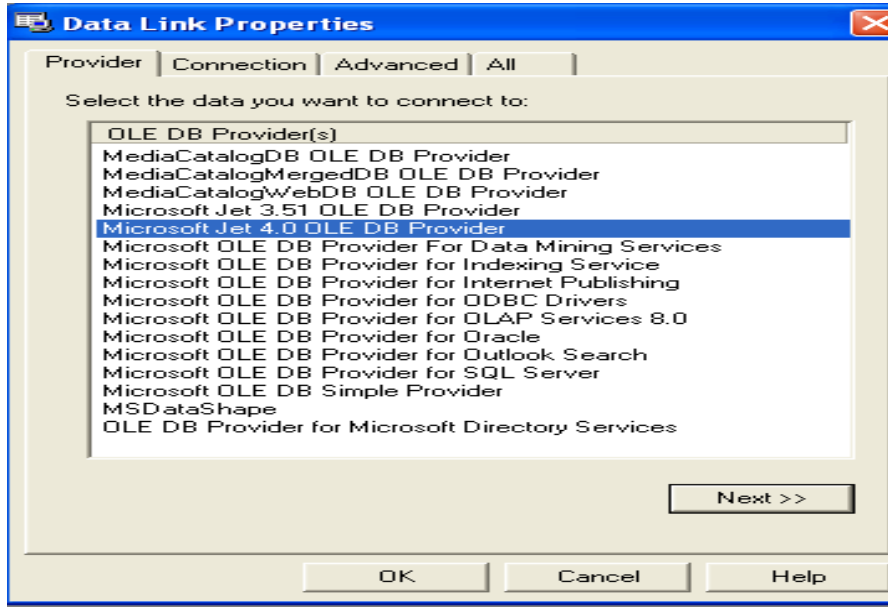 Data Link Properties
Provider Connection Advanced All
Select the data you want to connect to:
OLE DB Provider(s)
MediaCatalogDB OLE DB Provider
MediaCatalogMergedDB OLE DB Provider
MediaCatalogWebDB OLE DB Provider
Microsoft Jet 3.51 OLE DB Provider
Microsoft Jet 4.0 OLE DB Provider
Microsoft OLE DB Provider For Data Mining Services
Microsoft OLE DB Provider for Indexing Service
Microsoft OLE DB Provider for Internet Publishing
Microsoft OLE DB Provider for ODBC Drivers
Microsoft OLE DB Provider for OLAP Services 8.0
Microsoft OLE DB Provider for Oracle
Microsoft OLE DB Provider for Outlook Search
Microsoft OLE DB Provider for SQL Server
Microsoft OLE DB Simple Provider
MSDataShape
OLE DB Provider for Microsoft Directory Services
Next >>
OK Cancel Help